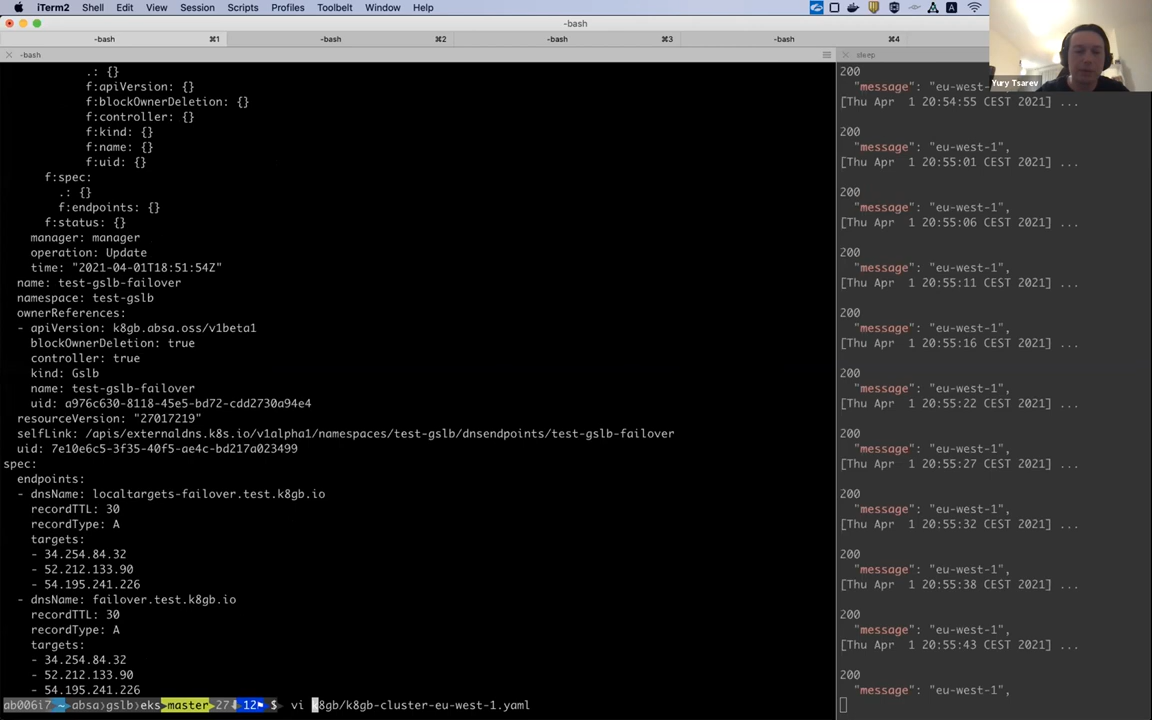 iTerm2 Shell Edit View Session Scripts Profiles Toolbelt Window Help
-bash
-bash ⌘1 -bash ⌘2 -bash ⌘3 -bash ⌘4
-bash
.: {}
f:apiVersion: {}
f:blockOwnerDeletion: {}
f:controller: {}
f:kind: {}
f:name: {}
f:uid: {}
f:spec:
.: {}
f:endpoints: {}
f:status: {}
manager: manager
operation: Update
time: "2021-04-01T18:51:54Z"
name: test-gslb-failover
namespace: test-gslb
ownerReferences:
- apiVersion: k8gb.absa.oss/v1beta1
blockOwnerDeletion: true
controller: true
kind: Gslb
name: test-gslb-failover
uid: a976c630-8118-45e5-bd72-cdd2730a94e4
resourceVersion: "27017219"
selfLink: /apis/externaldns.k8s.io/v1alpha1/namespaces/test-gslb/dnsendpoints/test-gslb-failover
uid: 7e10e6c5-3f35-40f5-ae4c-bd217a023499
spec:
endpoints:
- dnsName: localtargets-failover.test.k8gb.io
recordTTL: 30
recordType: A
targets:
- 34.254.84.32
- 52.212.133.90
- 54.195.241.226
- dnsName: failover.test.k8gb.io
recordTTL: 30
recordType: A
targets:
- 34.254.84.32
- 52.212.133.90
- 54.195.241.226
ab006i7 ~ absa gslb eks master 27 12 $ vi k8gb/k8gb-cluster-eu-west-1.yaml
sleep
200
"message": "eu-west-
[Thu Apr 1 20:54:55 CEST 2021] ...
200
"message": "eu-west-1",
[Thu Apr 1 20:55:01 CEST 2021] ...
200
"message": "eu-west-1",
[Thu Apr 1 20:55:06 CEST 2021] ...
200
"message": "eu-west-1",
[Thu Apr 1 20:55:11 CEST 2021] ...
200
"message": "eu-west-1",
[Thu Apr 1 20:55:16 CEST 2021] ...
200
"message": "eu-west-1",
[Thu Apr 1 20:55:22 CEST 2021] ...
200
"message": "eu-west-1",
[Thu Apr 1 20:55:27 CEST 2021] ...
200
"message": "eu-west-1",
[Thu Apr 1 20:55:32 CEST 2021] ...
200
"message": "eu-west-1",
[Thu Apr 1 20:55:38 CEST 2021] ...
200
"message": "eu-west-1",
[Thu Apr 1 20:55:43 CEST 2021] ...
200
"message": "eu-west-1",
Yury Tsarev